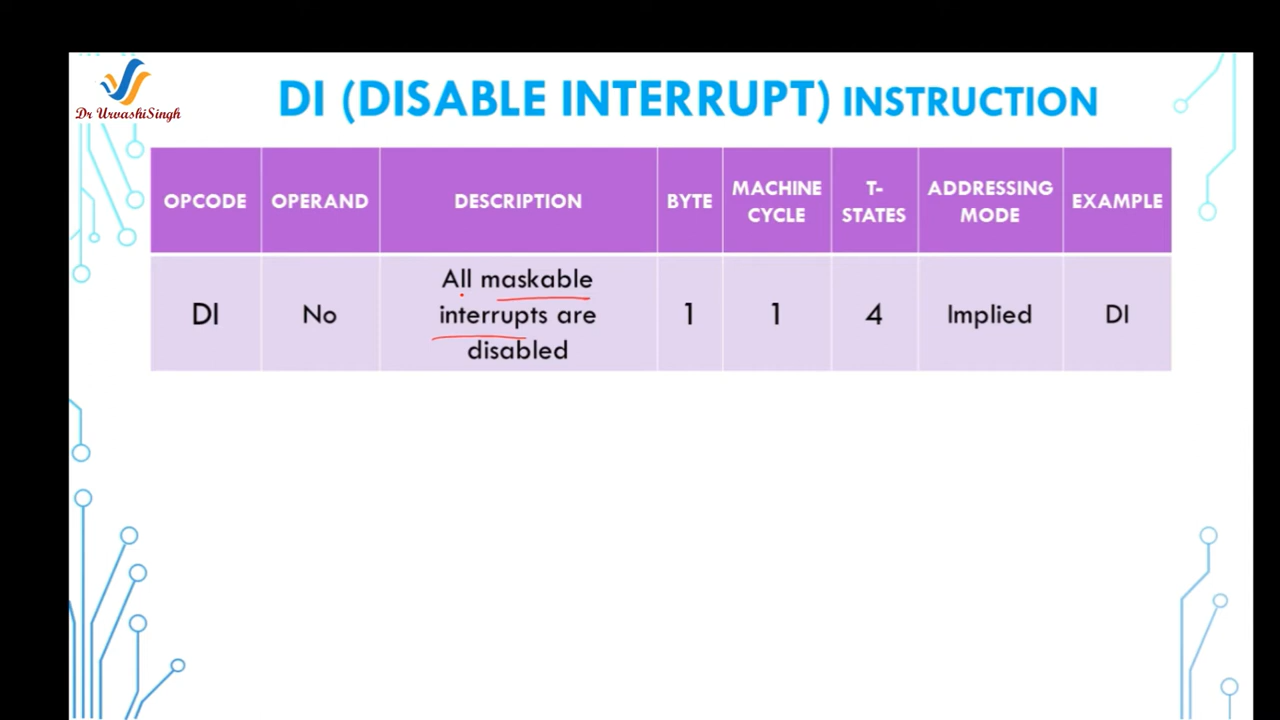 Dr UrvashiSingh
DI (DISABLE INTERRUPT) INSTRUCTION
OPCODE OPERAND DESCRIPTION BYTE MACHINE CYCLE T-STATES ADDRESSING MODE EXAMPLE
DI No All maskable interrupts are disabled 1 1 4 Implied DI